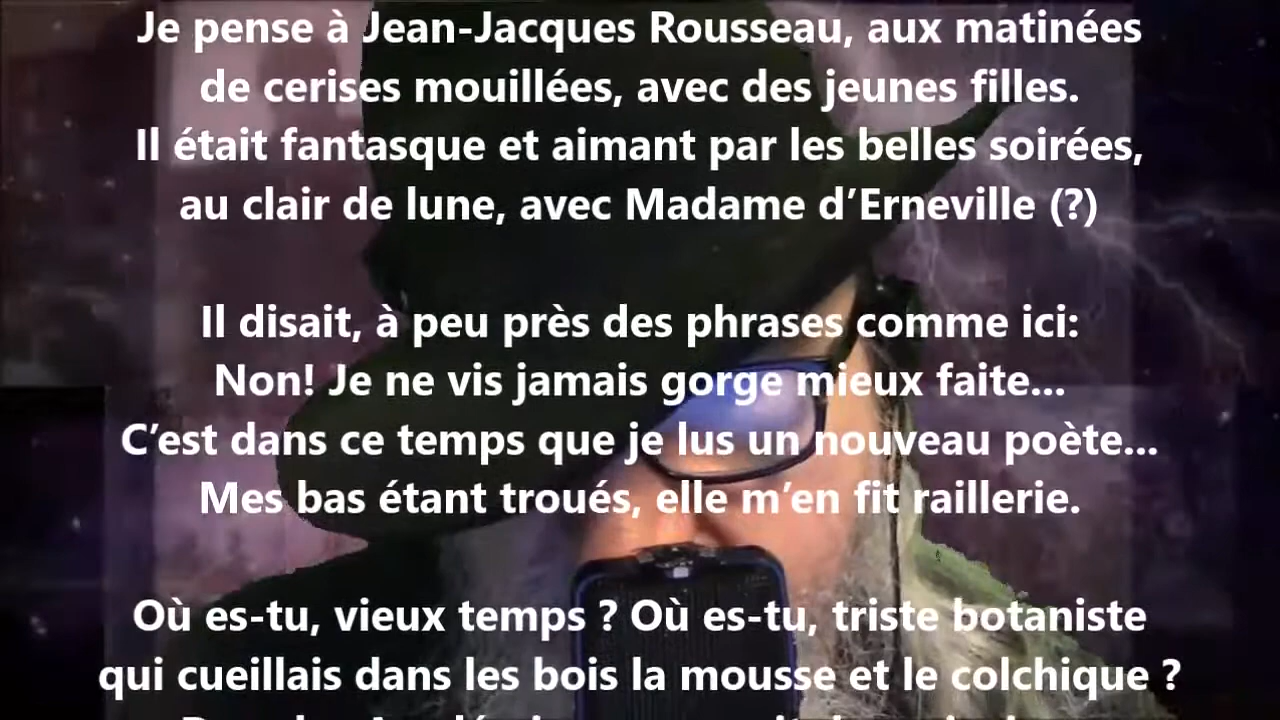 Je pense à Jean-Jacques Rousseau, aux matinées
de cerises mouillées, avec des jeunes filles.
Il était fantasque et aimant par les belles soirées,
au clair de lune, avec Madame d’Erneville (?)
Il disait, à peu près des phrases comme ici:
Non! Je ne vis jamais gorge mieux faite...
C’est dans ce temps que je lus un nouveau poète...
Mes bas étant troués, elle m’en fit raillerie.
Où es-tu, vieux temps ? Où es-tu, triste botaniste
qui cueillais dans les bois la mousse et le colchique ?